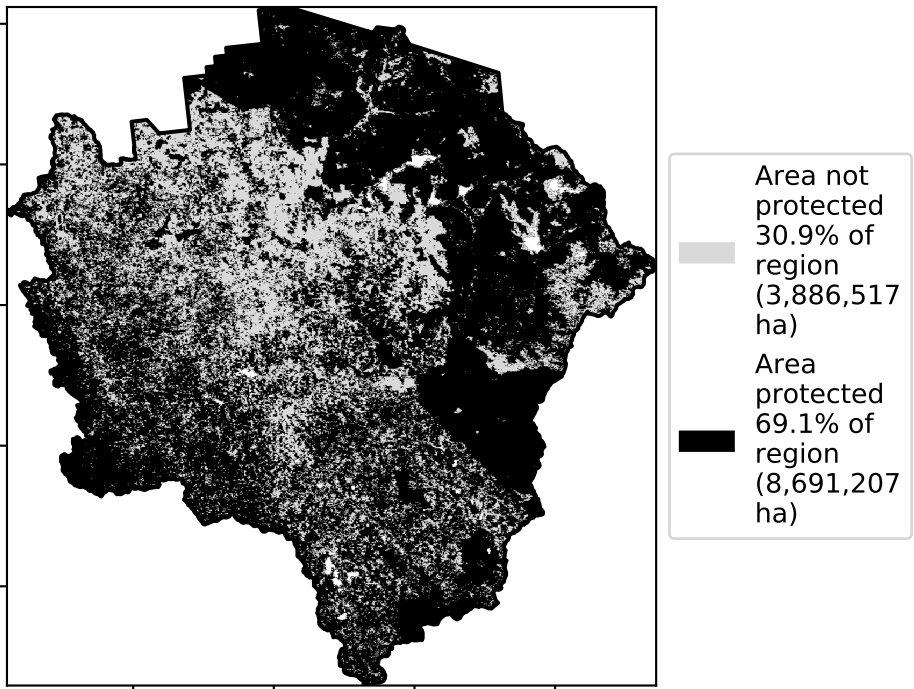 Area not
protected
30.9% of
region
(3,886,517
ha)
Area
protected
69.1% of
region
(8,691,207
ha)